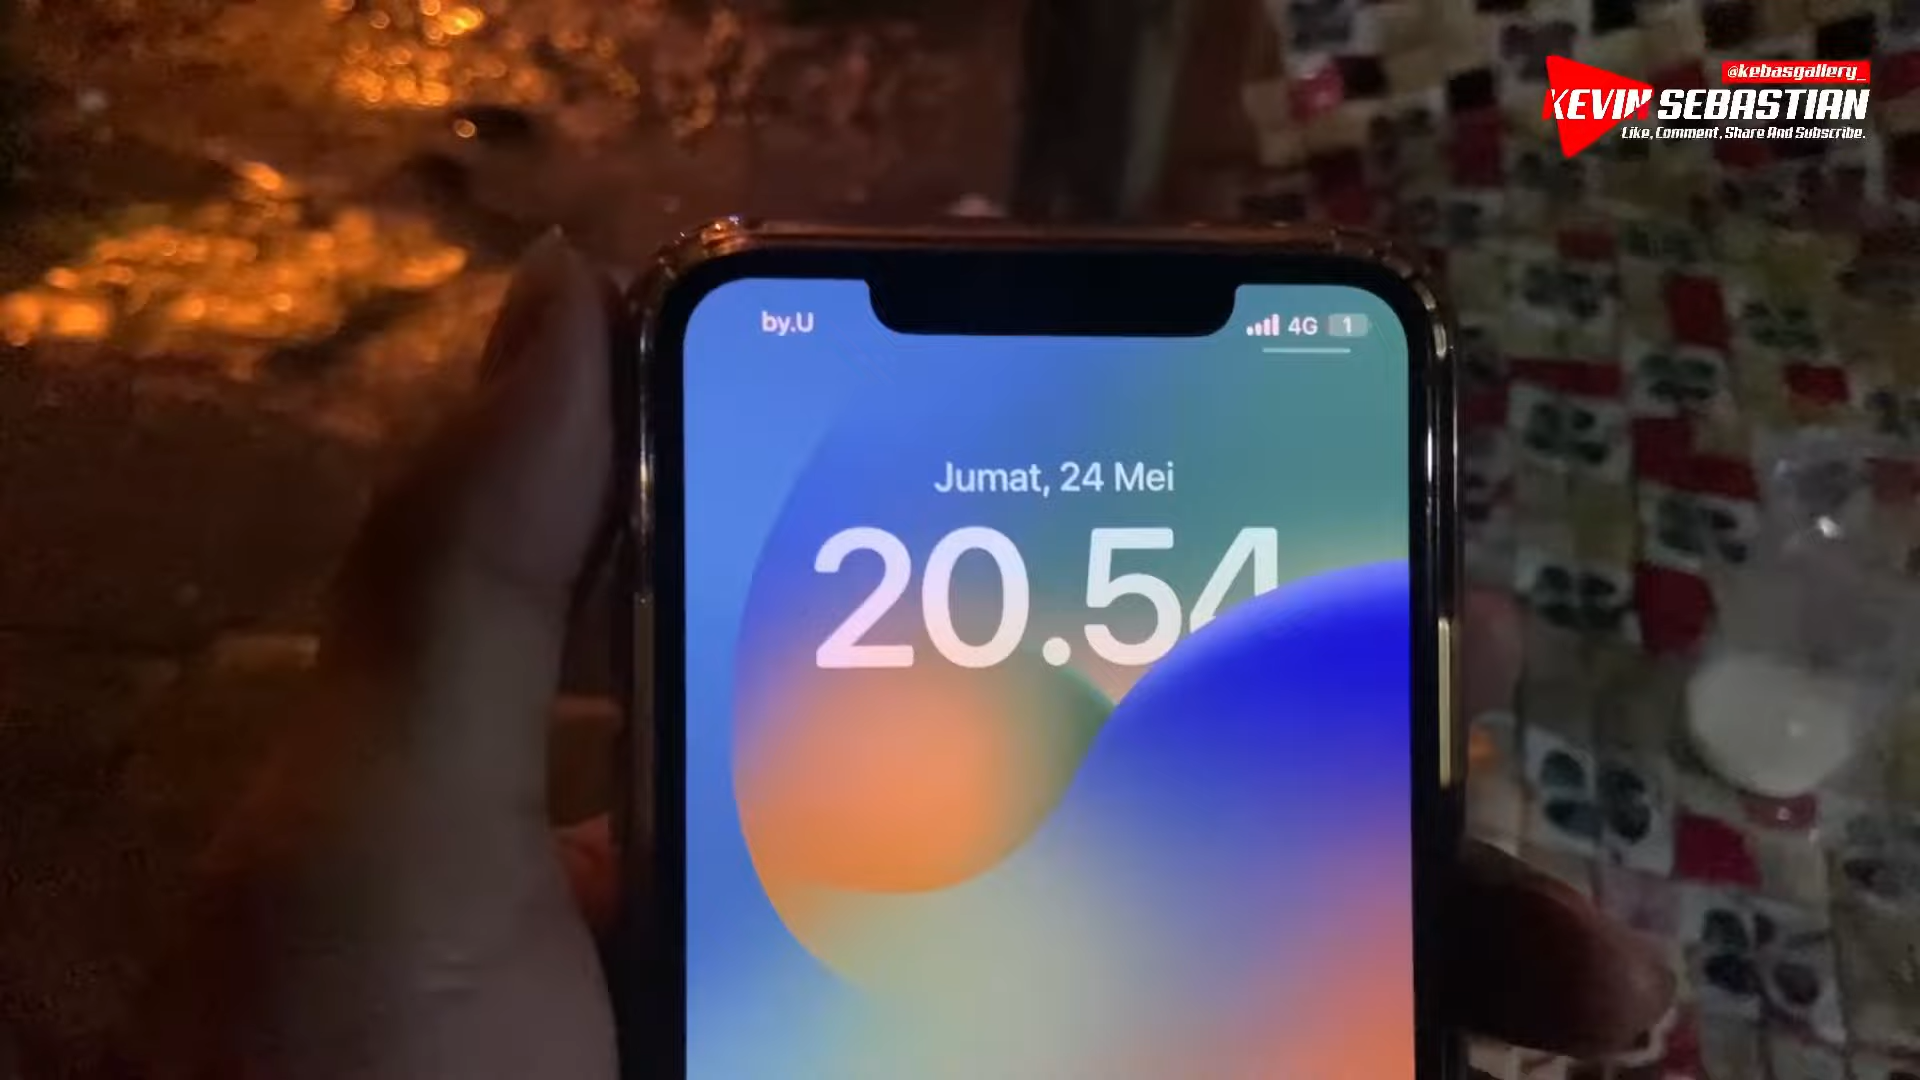 @kebasgallery_
KEVIN SEBASTIAN
Like, Comment, Share And Subscribe.
by.U
4G 1
Jumat, 24 Mei
20.54